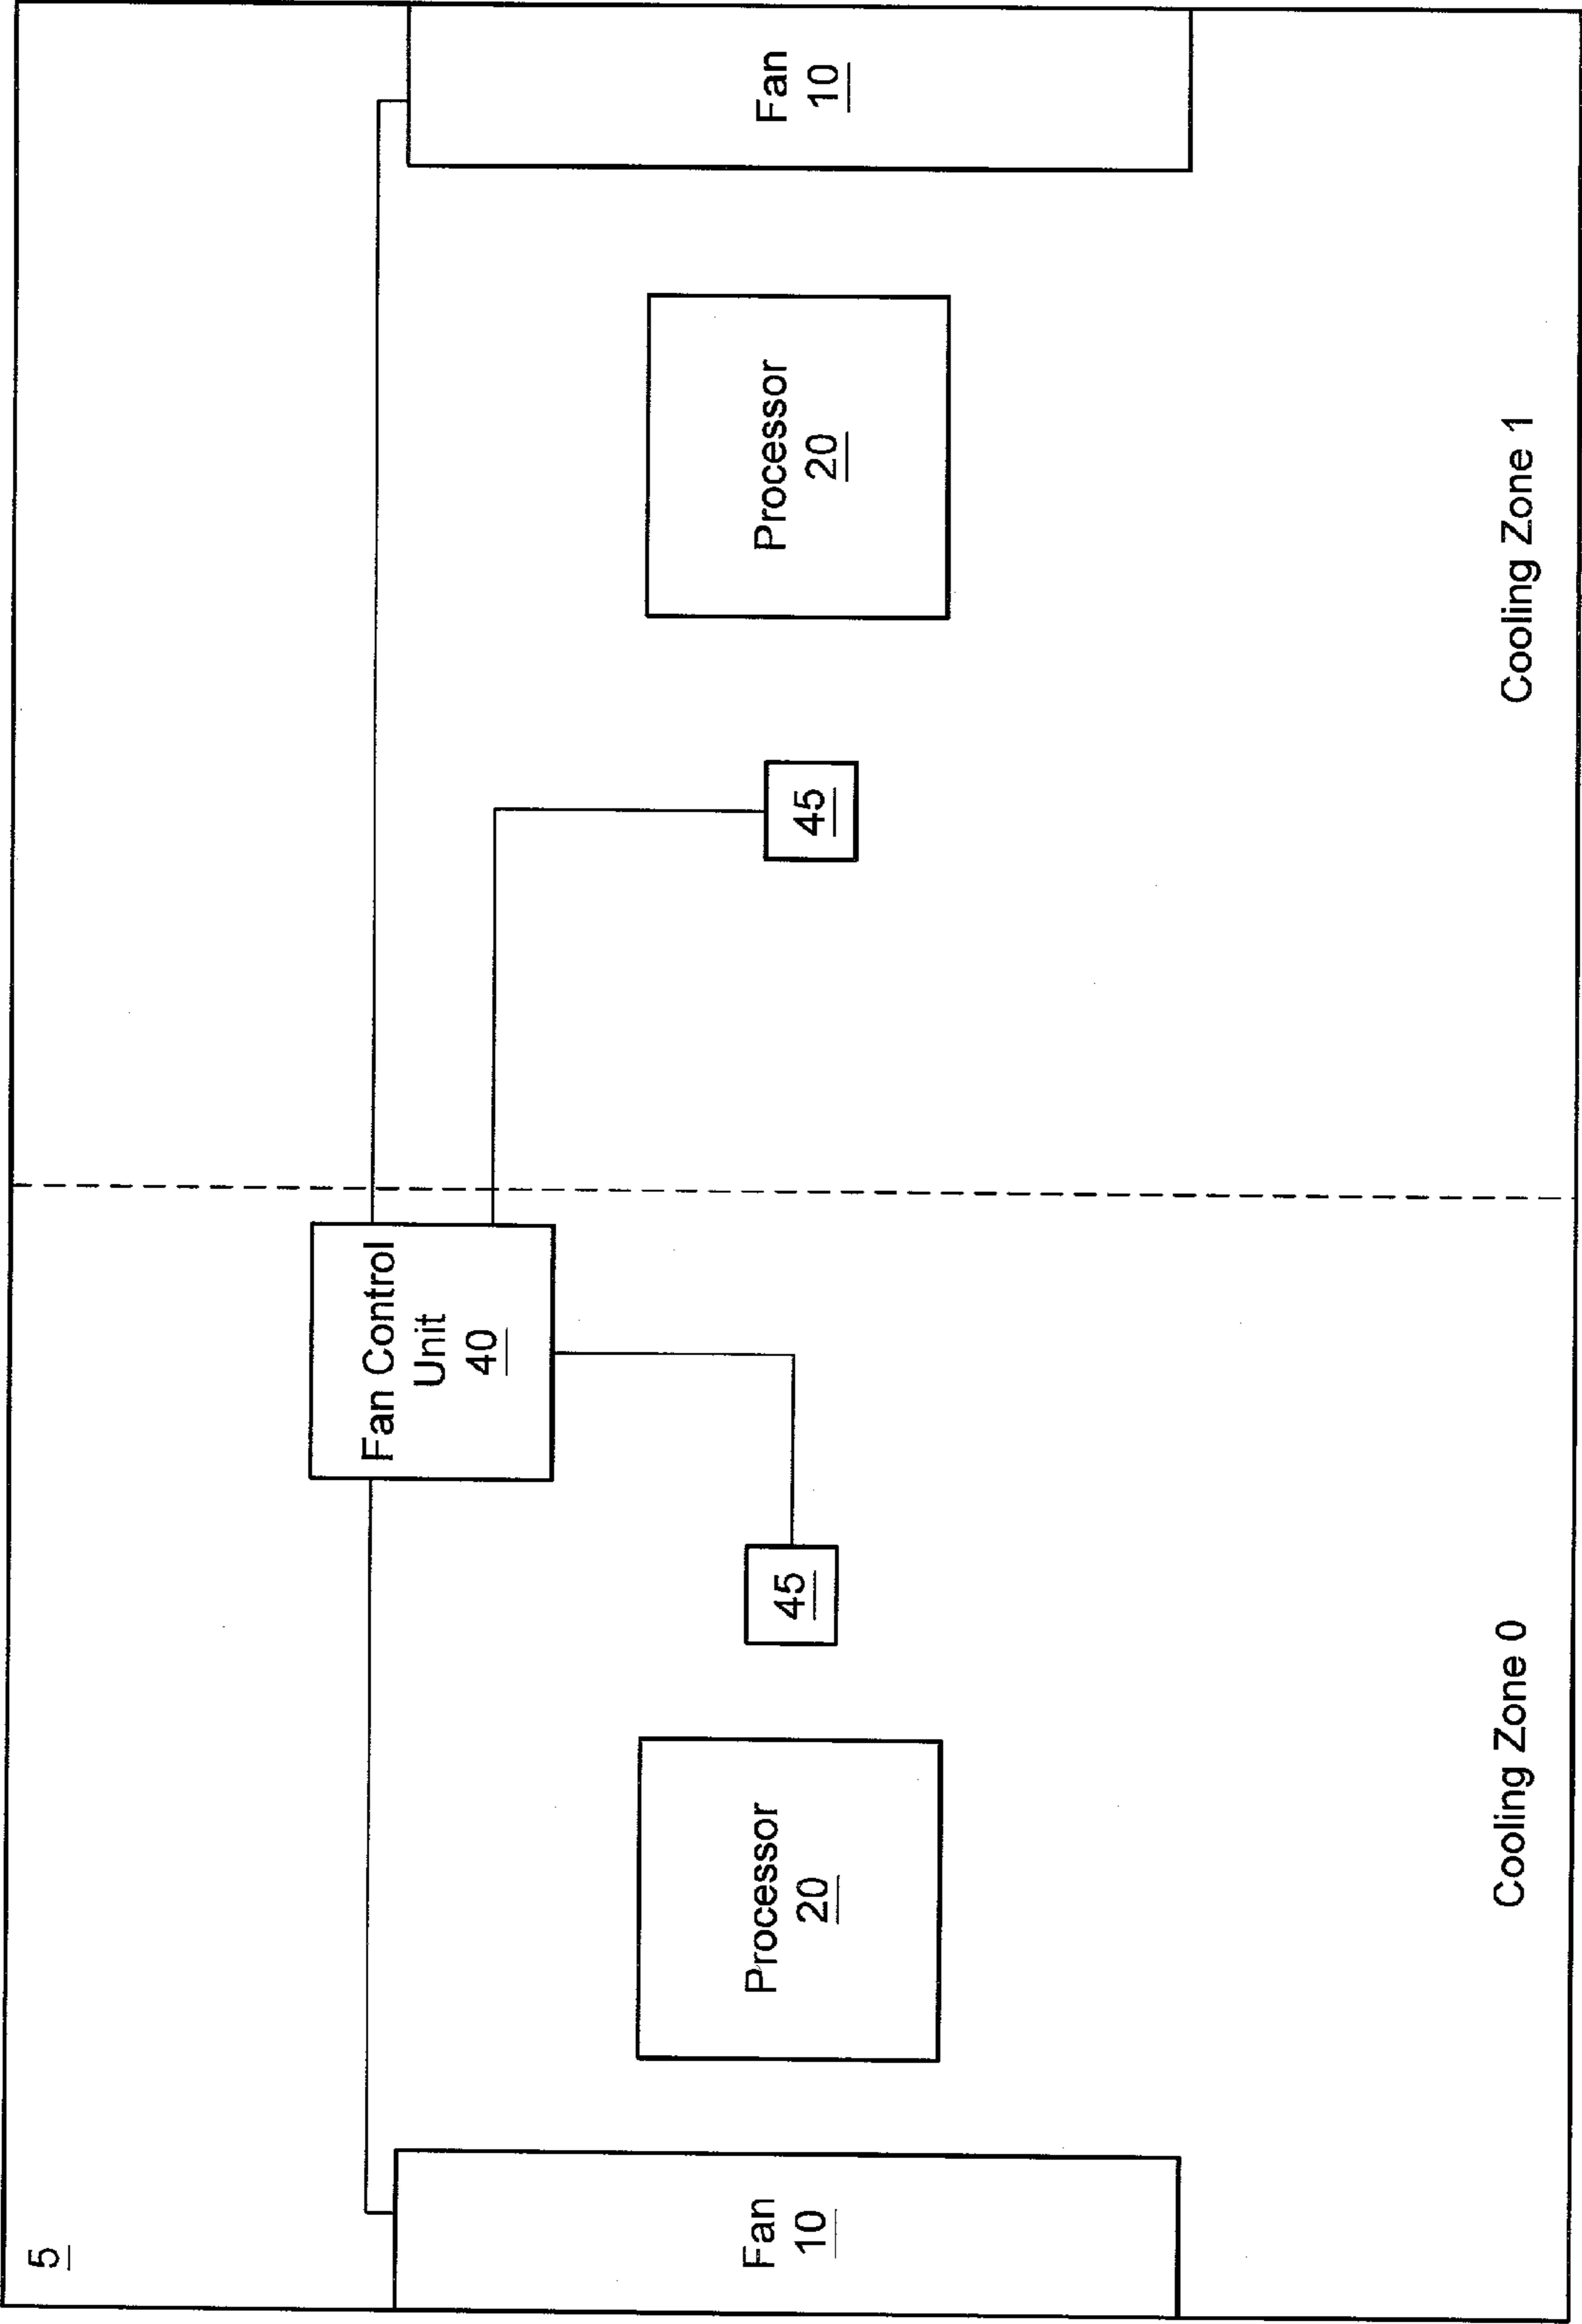 5
Fan Control
Unit
40
Fan
10
Processor
20
45
45
Processor
20
Fan
10
Cooling Zone 0
Cooling Zone 1